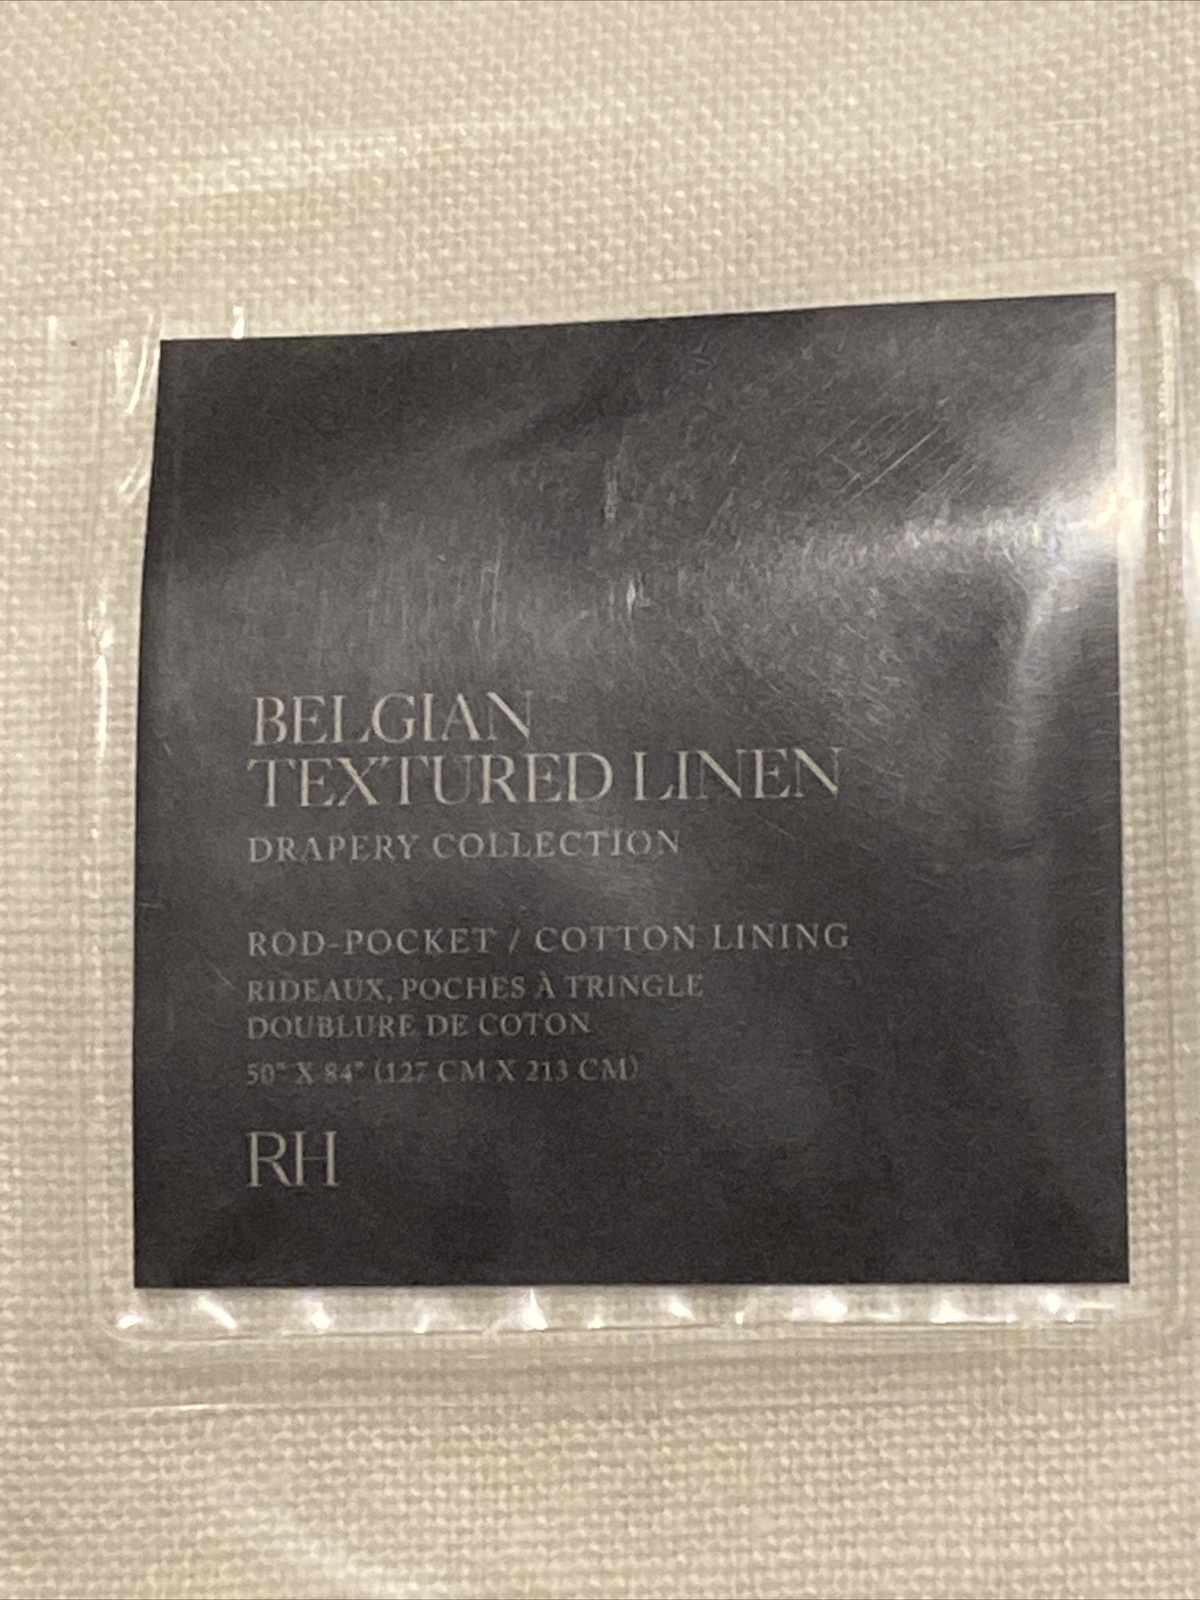 BELGIAN
TEXTURED LINEN
DRAPERY COLLECTION
ROD-POCKET / COTTON LINING
RIDEAUX, POCHES À TRINGLE
DOUBLURE DE COTON
50" X 84" (127 CM X 213 CM)
RH